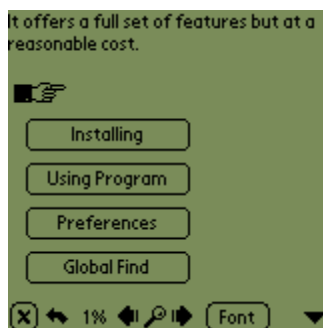 It offers a full set of features but at a
reasonable cost.
Installing
Using Program
Preferences
Global Find
X 1% Font